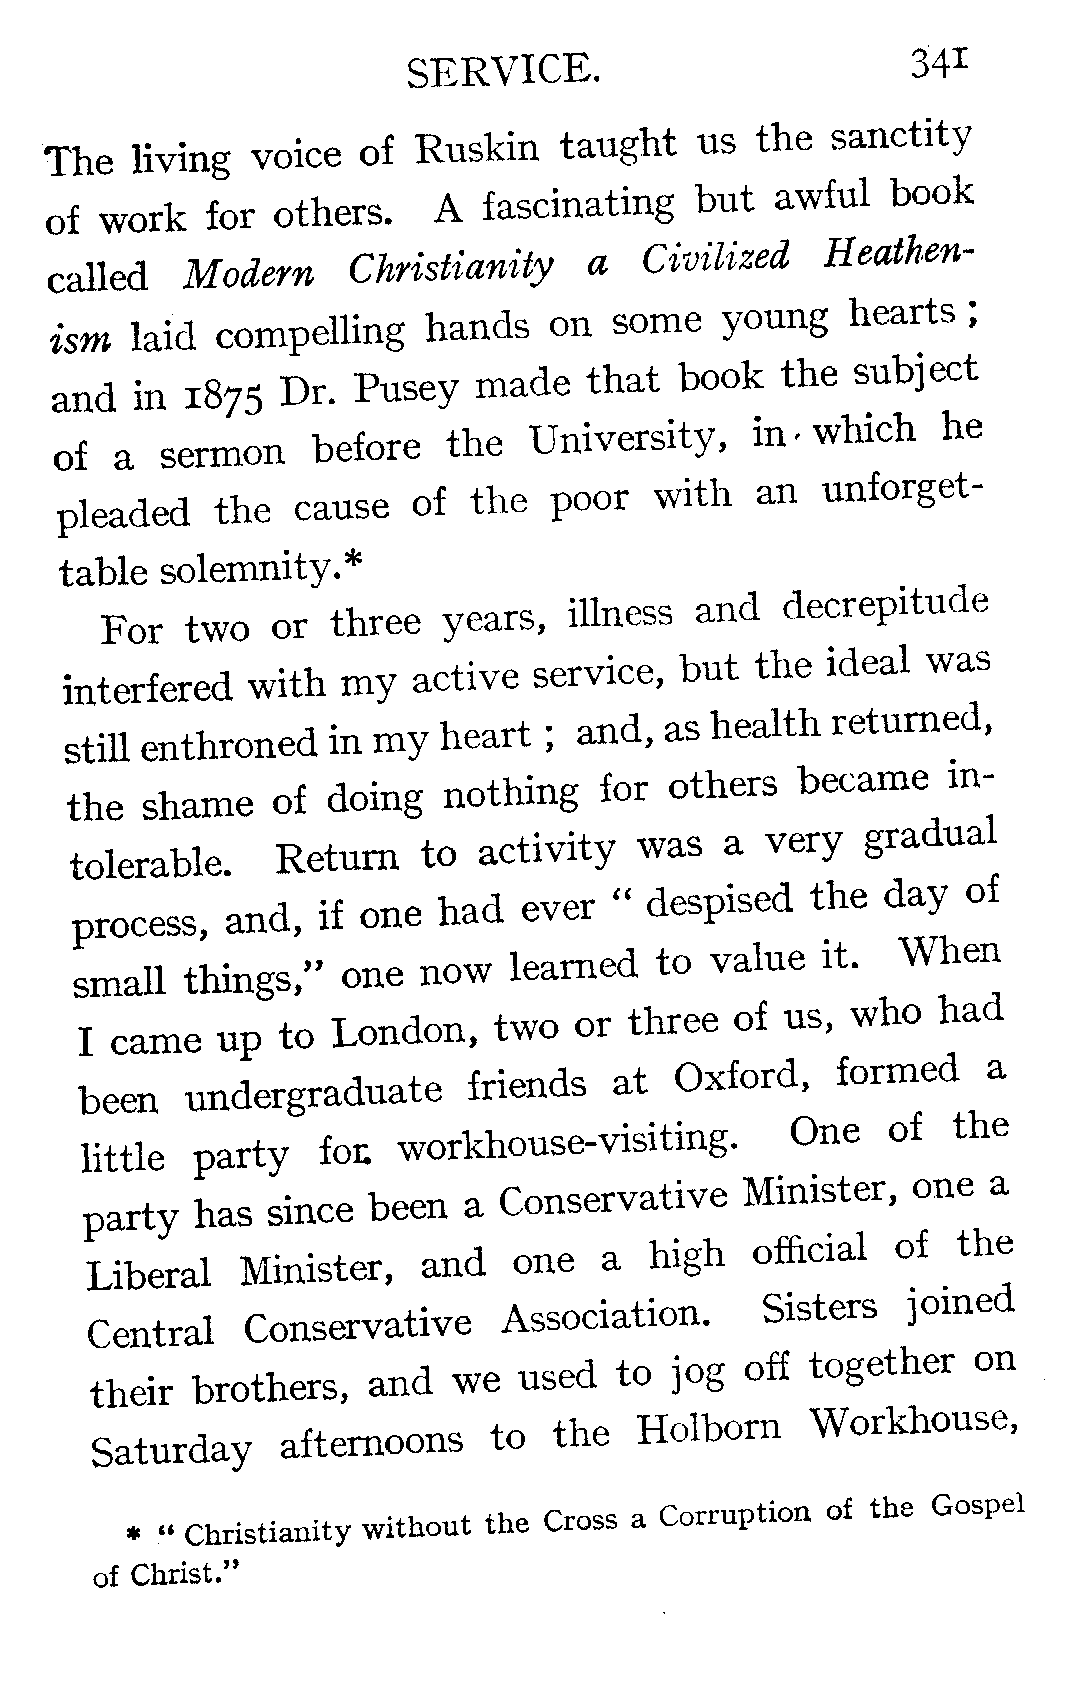 SERVICE. 341
The living voice of Ruskin taught us the sanctity
of work for others. A fascinating but awful book
called Modern Christianity a Civilized Heathen-
ism laid compelling hands on some young hearts ;
and in 1875 Dr. Pusey made that book the subject
of a sermon before the University, in which he
pleaded the cause of the poor with an unforget-
table solemnity.*
For two or three years, illness and decrepitude
interfered with my active service, but the ideal was
still enthroned in my heart ; and, as health returned,
the shame of doing nothing for others became in-
tolerable. Return to activity was a very gradual
process, and, if one had ever “ despised the day of
small things,” one now learned to value it. When
I came up to London, two or three of us, who had
been undergraduate friends at Oxford, formed a
little party for workhouse-visiting. One of the
party has since been a Conservative Minister, one a
Liberal Minister, and one a high official of the
Central Conservative Association. Sisters joined
their brothers, and we used to jog off together on
Saturday afternoons to the Holborn Workhouse,
* “ Christianity without the Cross a Corruption of the Gospel
of Christ.”